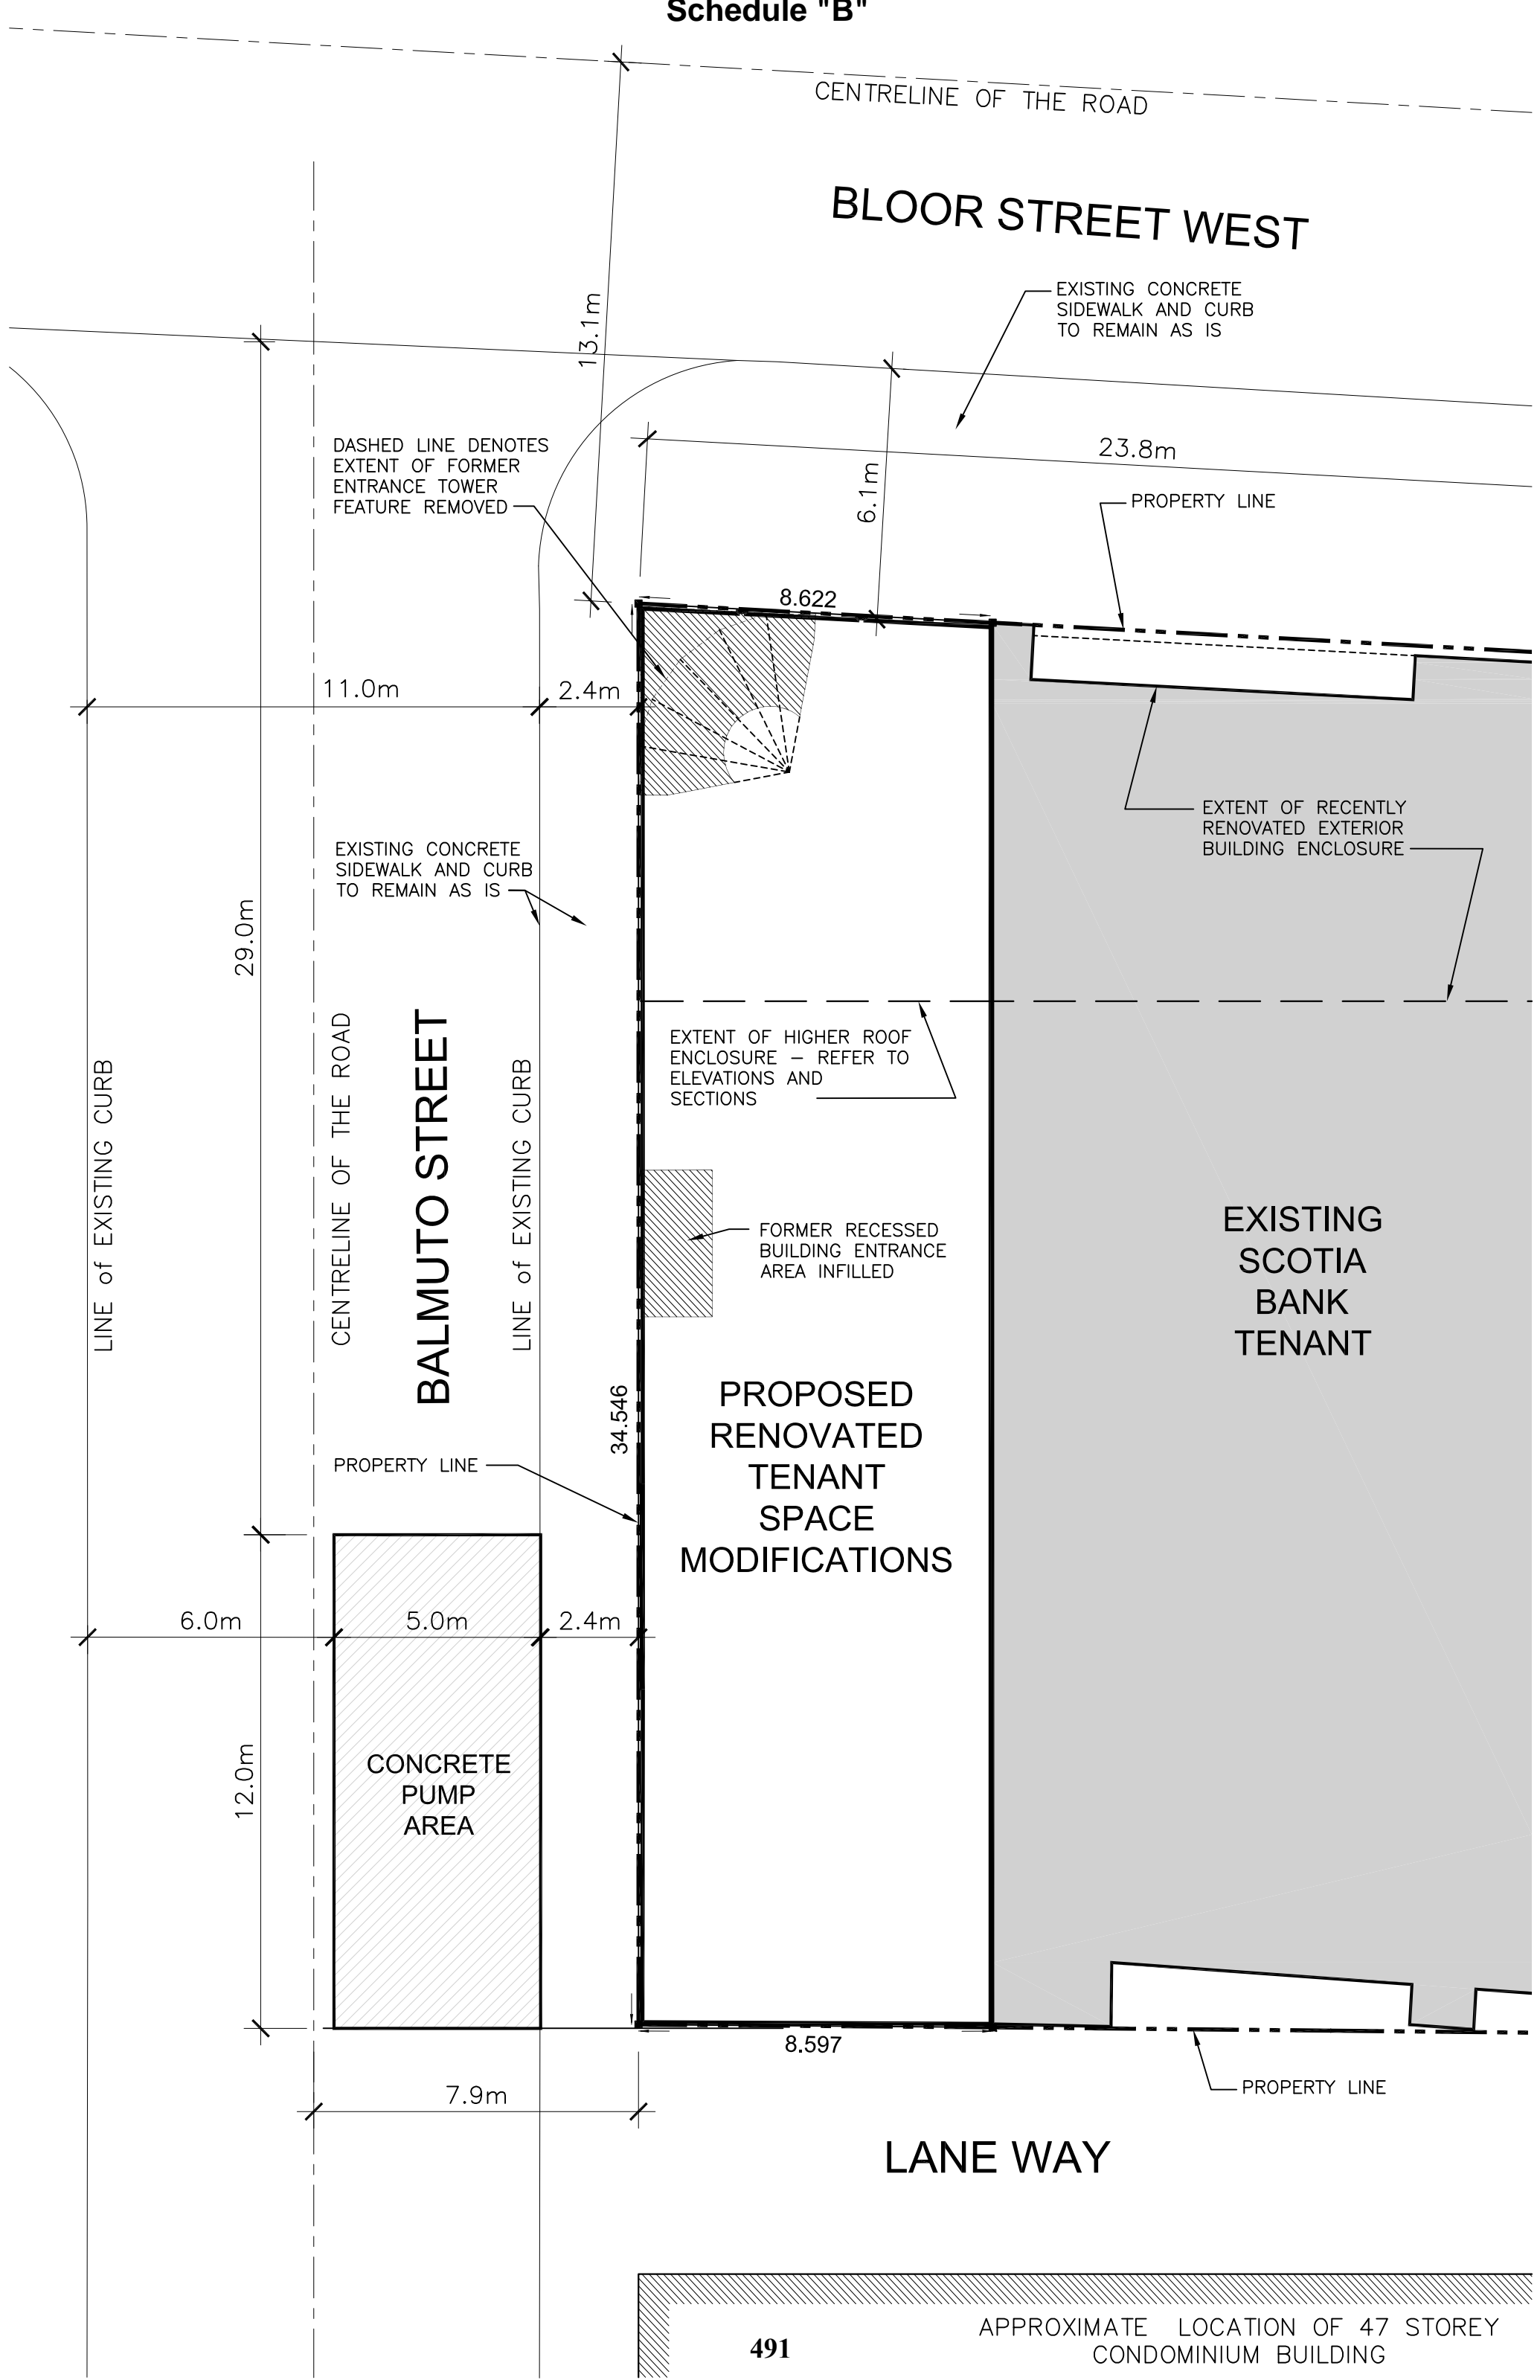 Schedule "B"
CENTRELINE OF THE ROAD
BLOOR STREET WEST
EXISTING CONCRETE
SIDEWALK AND CURB
TO REMAIN AS IS
13.1m
DASHED LINE DENOTES
EXTENT OF FORMER
ENTRANCE TOWER
FEATURE REMOVED
23.8m
6.1m
PROPERTY LINE
8.622
11.0m
2.4m
EXTENT OF RECENTLY
RENOVATED EXTERIOR
BUILDING ENCLOSURE
EXISTING CONCRETE
SIDEWALK AND CURB
TO REMAIN AS IS
29.0m
EXTENT OF HIGHER ROOF
ENCLOSURE – REFER TO
ELEVATIONS AND
SECTIONS
LINE of EXISTING CURB
CENTRELINE OF THE ROAD
BALMUTO STREET
LINE of EXISTING CURB
FORMER RECESSED
BUILDING ENTRANCE
AREA INFILLED
EXISTING
SCOTIA
BANK
TENANT
34.546
PROPOSED
RENOVATED
TENANT
SPACE
MODIFICATIONS
PROPERTY LINE
6.0m
5.0m
2.4m
12.0m
CONCRETE
PUMP
AREA
8.597
7.9m
PROPERTY LINE
LANE WAY
APPROXIMATE LOCATION OF 47 STOREY
CONDOMINIUM BUILDING
491